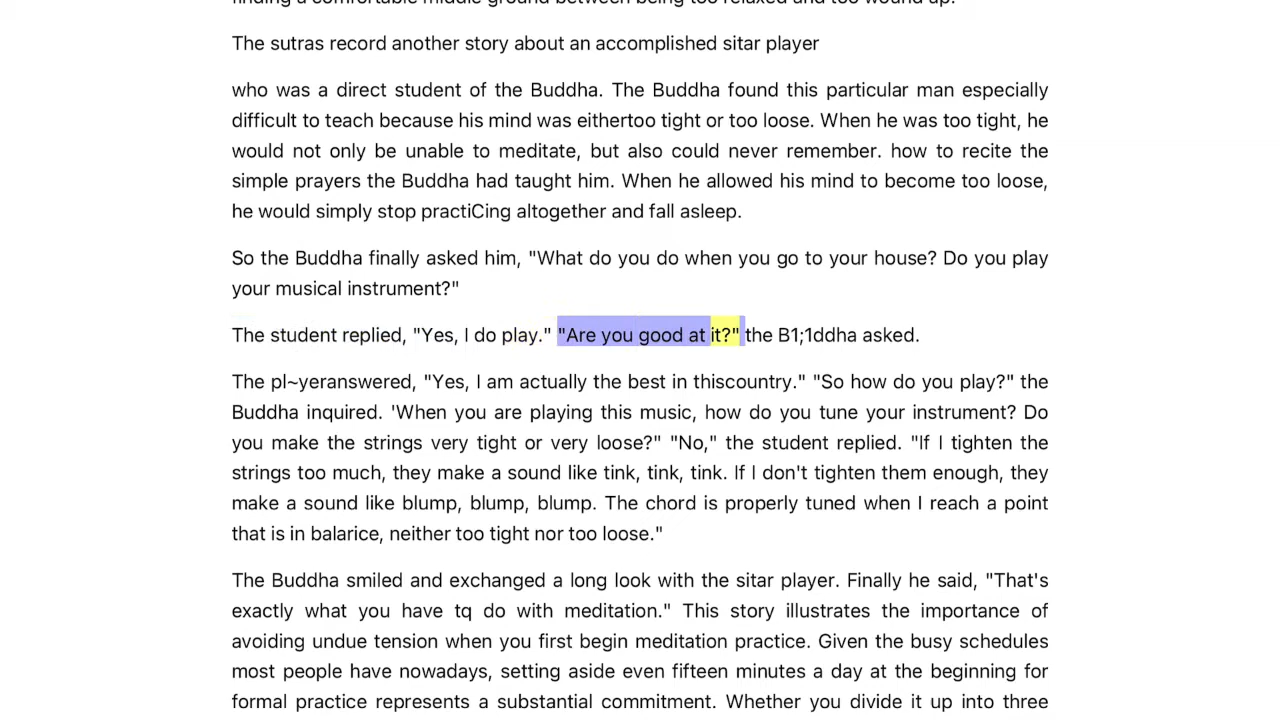 finding a comfortable middle ground between being too relaxed and too wound up.
The sutras record another story about an accomplished sitar player
who was a direct student of the Buddha. The Buddha found this particular man especially
difficult to teach because his mind was eithertoo tight or too loose. When he was too tight, he
would not only be unable to meditate, but also could never remember. how to recite the
simple prayers the Buddha had taught him. When he allowed his mind to become too loose,
he would simply stop practiCing altogether and fall asleep.
So the Buddha finally asked him, "What do you do when you go to your house? Do you play
your musical instrument?"
The student replied, "Yes, I do play." "Are you good at it?" the B1;1ddha asked.
The pl~yeranswered, "Yes, I am actually the best in thiscountry." "So how do you play?" the
Buddha inquired. 'When you are playing this music, how do you tune your instrument? Do
you make the strings very tight or very loose?" "No," the student replied. "If I tighten the
strings too much, they make a sound like tink, tink, tink. If I don't tighten them enough, they
make a sound like blump, blump, blump. The chord is properly tuned when I reach a point
that is in balarice, neither too tight nor too loose."
The Buddha smiled and exchanged a long look with the sitar player. Finally he said, "That's
exactly what you have tq do with meditation." This story illustrates the importance of
avoiding undue tension when you first begin meditation practice. Given the busy schedules
most people have nowadays, setting aside even fifteen minutes a day at the beginning for
formal practice represents a substantial commitment. Whether you divide it up into three